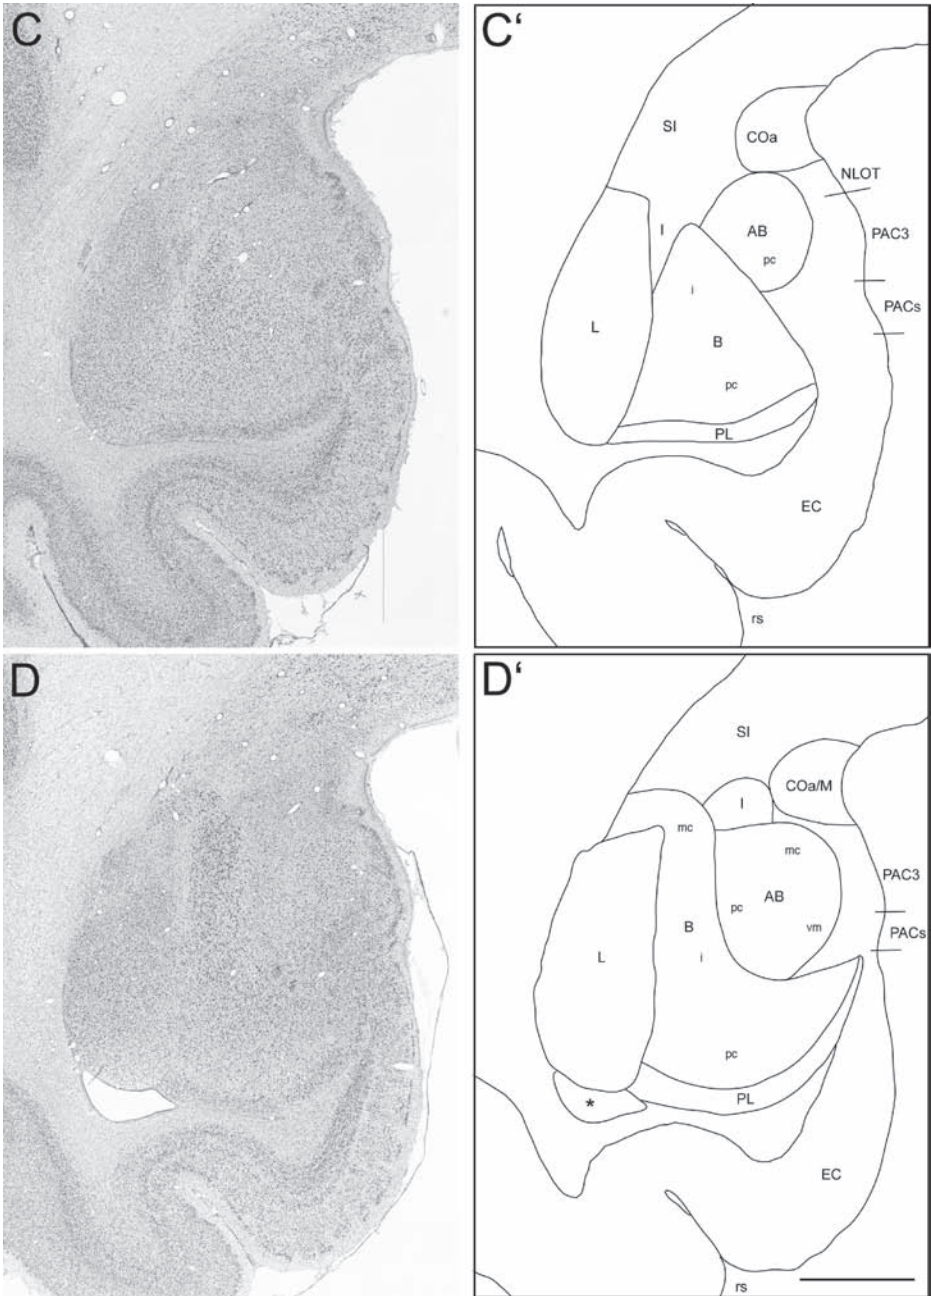 C
C'
SI
COa
NLOT
I
AB
PAC3
pc
i
PACs
L
B
pc
PL
EC
rs
D
D'
SI
COa/M
I
mc
mc
PAC3
AB
pc
PACs
B
vm
L
i
pc
PL
*
EC
rs